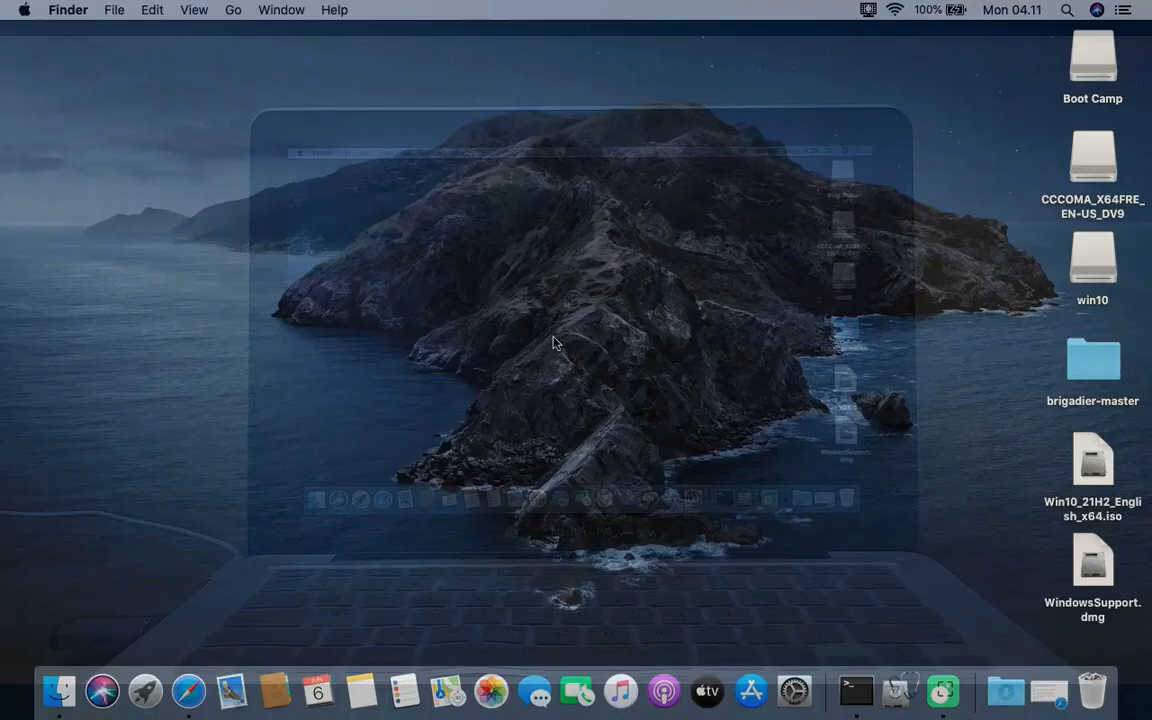 Finder File Edit View Go Window Help 100% Mon 04.11
Boot Camp
CCCOMA_X64FRE_
EN-US_DV9
win10
brigadier-master
Win10_21H2_Engli
sh_x64.iso
WindowsSupport.
dmg
JUN
6
tv